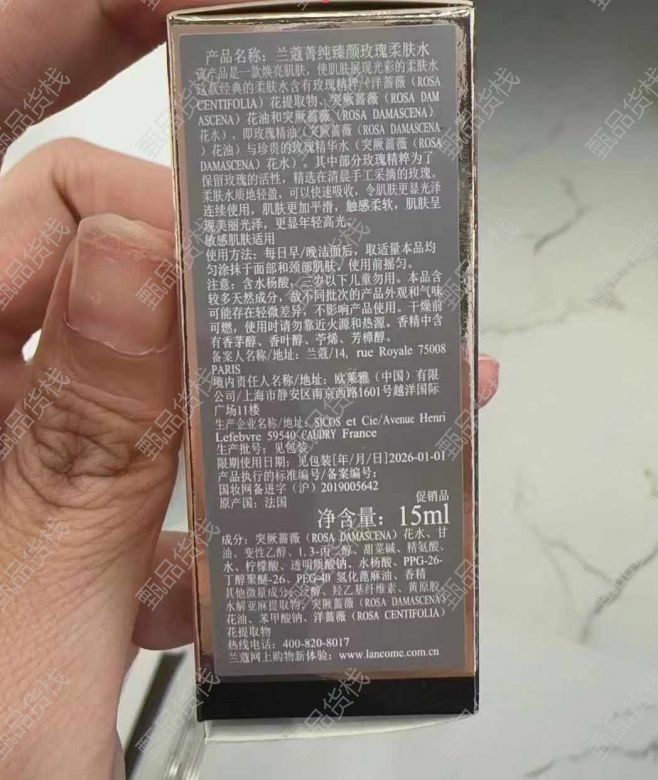 产品名称：兰蔻菁纯臻颜玫瑰柔肤水
该产品是一款焕亮肌肤，使肌肤展现光彩的柔肤水
这款经典的柔肤水含有玫瑰精粹（洋蔷薇（ROSA
CENTIFOLIA）花提取物、突厥蔷薇（ROSA DAM
ASCENA）花油和突厥蔷薇（ROSA DAMASCENA）
花水），即玫瑰精油（突厥蔷薇（ROSA DAMASCENA
）花油）与珍贵的玫瑰精华水（突厥蔷薇（ROSA
DAMASCENA）花水）。其中部分玫瑰精粹为了
保留玫瑰的活性，精选在清晨手工采摘的玫瑰。
柔肤水质地轻盈，可以快速吸收，令肌肤更显光泽
连续使用，肌肤更加平滑，触感柔软，肌肤呈
现美丽光泽，更显年轻高光。
敏感肌肤适用
使用方法：每日早/晚洁面后，取适量本品均
匀涂抹于面部和颈部肌肤，使用前摇匀。
注意：含水杨酸，三岁以下儿童勿用。本品含
较多天然成分，故不同批次的产品外观和气味
可能存在轻微差异，不影响产品使用。干燥前
可燃，使用时请勿靠近火源和热源。香精中含
有香茅醇、香叶醇、苧烯、芳樟醇。
备案人名称/地址：兰蔻/14, rue Royale 75008
PARIS
境内责任人名称/地址：欧莱雅（中国）有限
公司/上海市静安区南京西路1601号越洋国际
广场11楼
生产企业名称/地址：SICOS et Cie/Avenue Henri
Lefebvre 59540 CAUDRY France
生产批号：见包装
限期使用日期：见包装[年/月/日]2026-01-01
产品执行的标准编号/备案编号：
国妆网备进字（沪）2019005642
原产国：法国
促销品
净含量：15ml
成分：突厥蔷薇（ROSA DAMASCENA）花水、甘
油、变性乙醇、1,3-丙二醇、甜菜碱、精氨酸、
水、柠檬酸、透明质酸钠、水杨酸、PPG-26-
丁醇聚醚-26、PEG-40 氢化蓖麻油、香精
其他微量成分：泛醇、羟乙基纤维素、黄原胶
水解亚麻提取物、突厥蔷薇（ROSA DAMASCENA）
花油、苯甲酸钠、洋蔷薇（ROSA CENTIFOLIA）
花提取物
热线电话：400-820-8017
兰蔻网上购物新体验：www.lancome.com.cn
甄品货栈